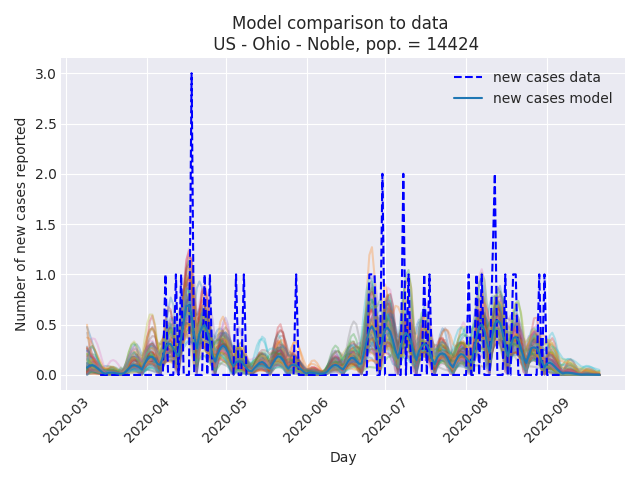 Model comparison to data
US - Ohio - Noble, pop. = 14424
new cases data
new cases model
Number of new cases reported
3.0
2.5
2.0
1.5
1.0
0.5
0.0
2020-03
2020-04
2020-05
2020-06
2020-07
2020-08
2020-09
Day